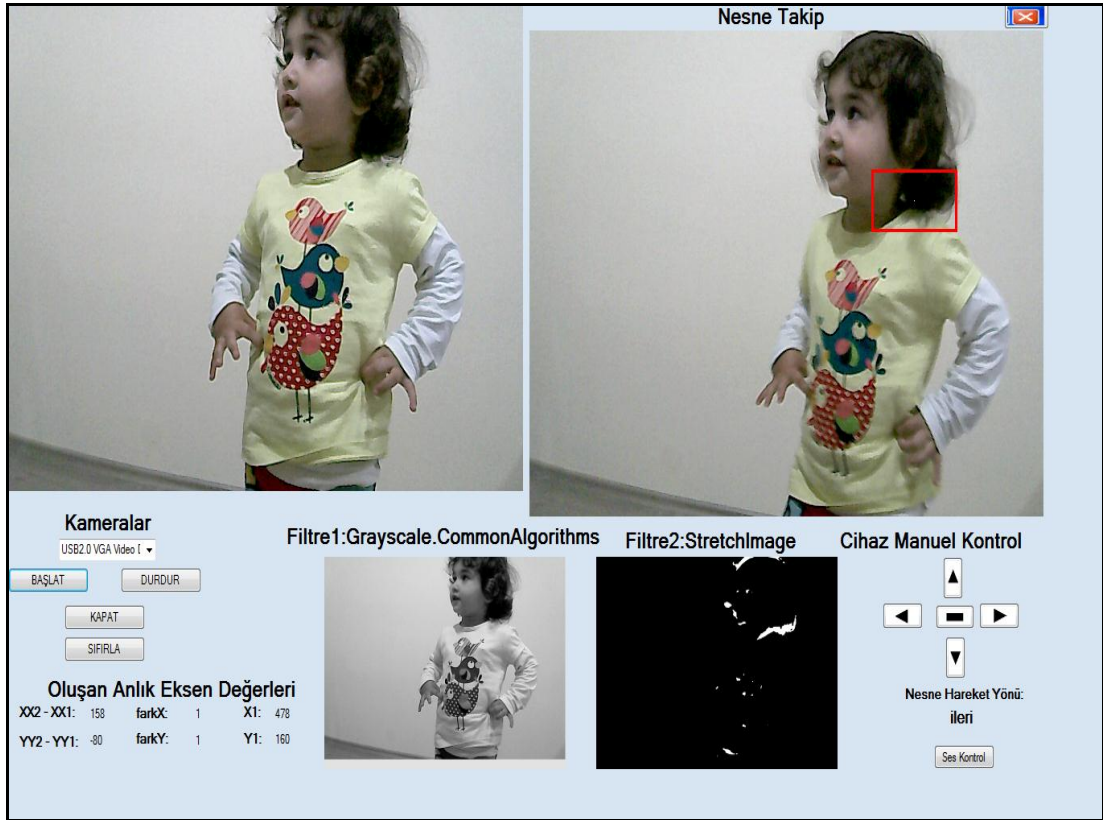 Nesne Takip
Kameralar
USB2.0 VGA Video [
BAŞLAT
DURDUR
KAPAT
SIFIRLA
Oluşan Anlık Eksen Değerleri
XX2 - XX1: 158 farkX: 1 X1: 478
YY2 - YY1: -80 farkY: 1 Y1: 160
Filtre1:Grayscale.CommonAlgorithms
Filtre2:StretchImage
Cihaz Manuel Kontrol
Nesne Hareket Yönü:
ileri
Ses Kontrol